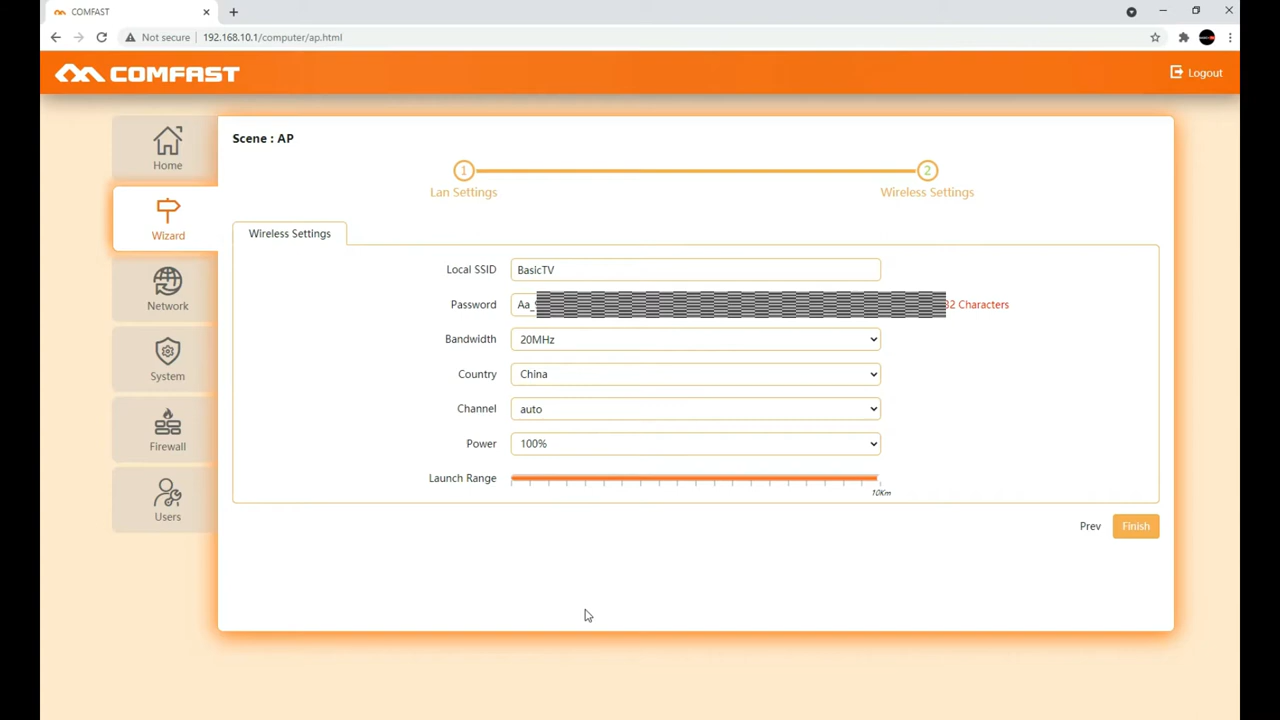 COMFAST
Not secure 192.168.10.1/computer/ap.html
COMFAST
Logout
Home
Wizard
Network
System
Firewall
Users
Scene : AP
1
2
Lan Settings
Wireless Settings
Wireless Settings
Local SSID BasicTV
Password Aa_ 32 Characters
Bandwidth 20MHz
Country China
Channel auto
Power 100%
Launch Range
10Km
Prev Finish